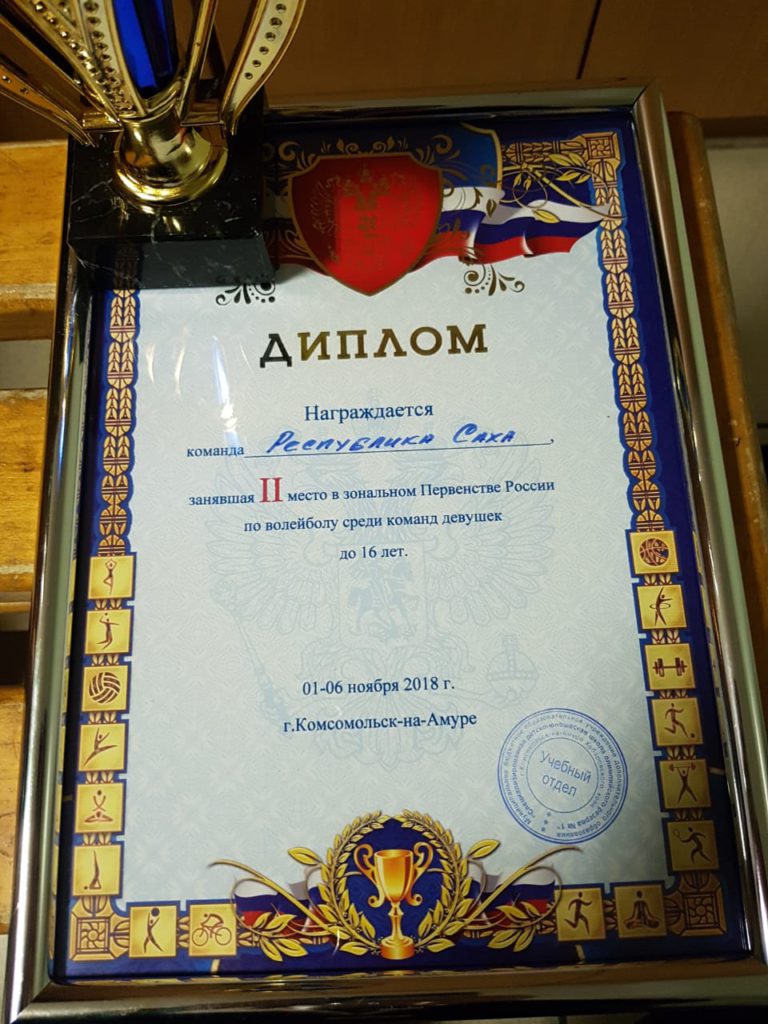 ДИПЛОМ
Награждается
команда Республика Саха,
занявшая II место в зональном Первенстве России
по волейболу среди команд девушек
до 16 лет.
01-06 ноября 2018 г.
г.Комсомольск-на-Амуре
Учебный
отдел